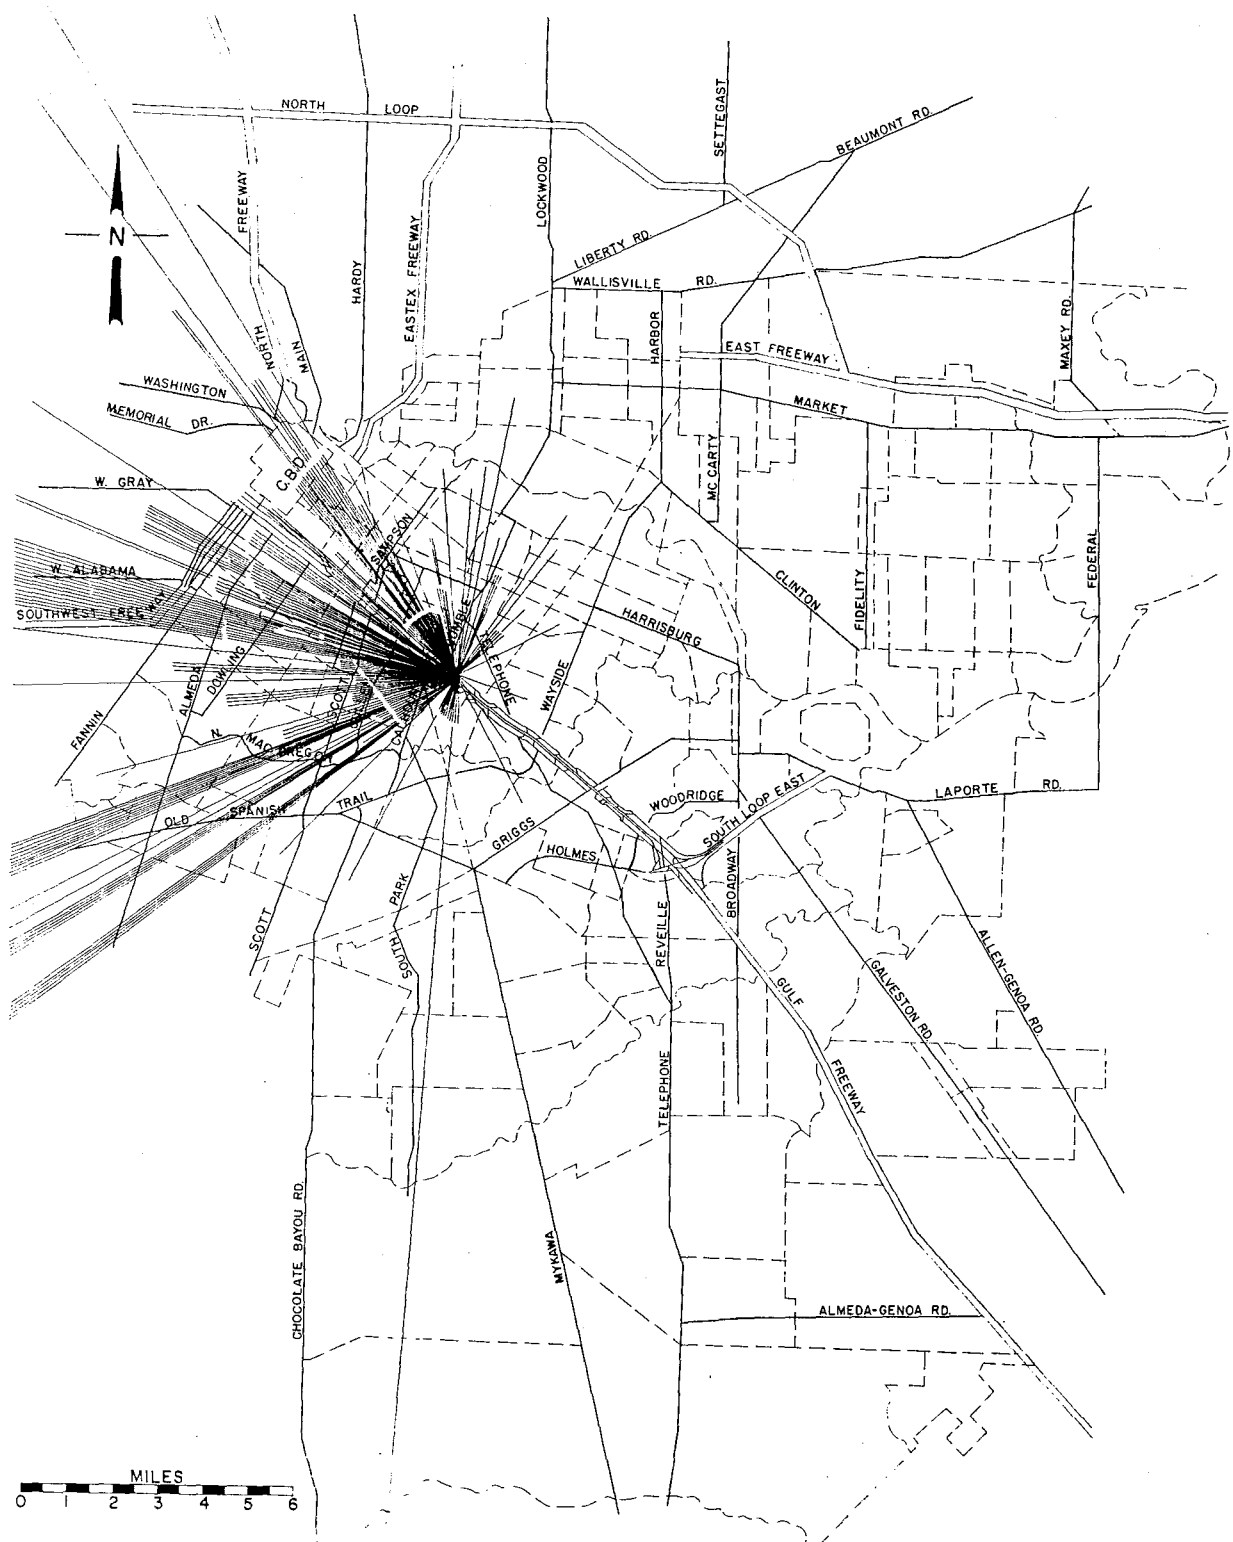 NORTH LOOP
SETTEGAST
BEAUMONT RD.
N
FREEWAY
LOCKWOOD
HARDY
EASTEX FREEWAY
LIBERTY RD.
WALLISVILLE RD.
MAXEY RD.
NORTH
MAIN
HARBOR
EAST FREEWAY
WASHINGTON
MEMORIAL DR.
MARKET
C.B.D.
W. GRAY
MC CARTY
SAMPSON
W. ALABAMA
CLINTON
FIDELITY
FEDERAL
SOUTHWEST FREEWAY
HARRISBURG
TELEPHONE
WAYSIDE
ALMEDA
DOWLING
SCOTT
FANNIN
N. MAC GREGOR
WOODRIDGE
SOUTH LOOP EAST
LAPORTE RD.
OLD SPANISH TRAIL
GRIGGS
HOLMES
BROADWAY
SCOTT
SOUTH PARK
REVEILLE
GULF
GALVESTON RD.
ALLEN-GENOA RD.
FREEWAY
TELEPHONE
CHOCOLATE BAYOU RD.
MYKAWA
ALMEDA-GENOA RD.
MILES
0 1 2 3 4 5 6